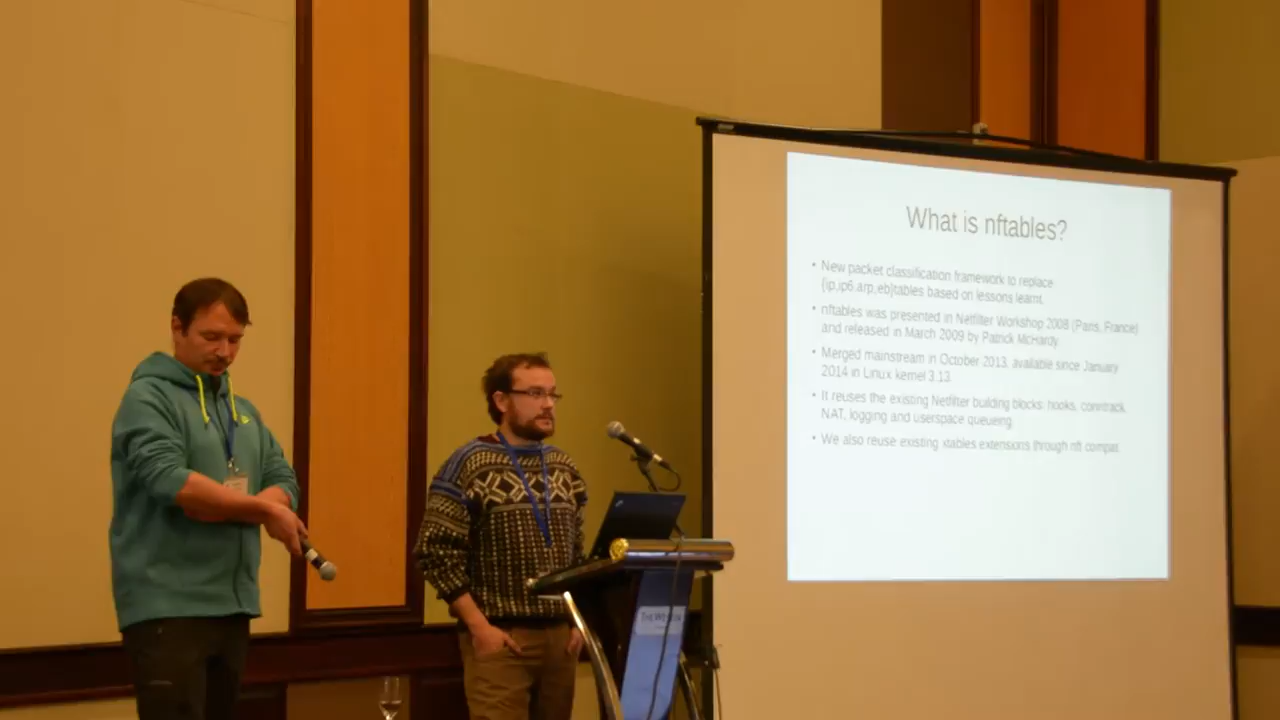 What is nftables?
• New packet classification framework to replace
{ip,ip6,arp,eb}tables based on lessons learnt.
• nftables was presented in Netfilter Workshop 2008 (Paris, France)
and released in March 2009 by Patrick McHardy.
• Merged mainstream in October 2013, available since January
2014 in Linux kernel 3.13.
• It reuses the existing Netfilter building blocks: hooks, conntrack,
NAT, logging and userspace queueing.
• We also reuse existing xtables extensions through nft compat.